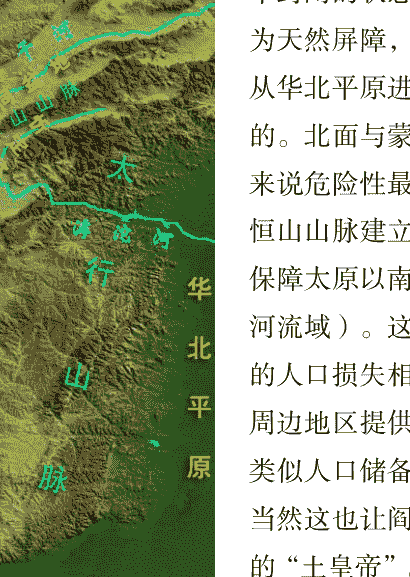 干河
山山脉
太行山脉
滹沱河
华北平原
为天然屏障，
从华北平原进
的。北面与蒙
来说危险性最
恒山山脉建立
保障太原以南
河流域）。这
的人口损失相
周边地区提供
类似人口储备
当然这也让阎
的“土皇帝”